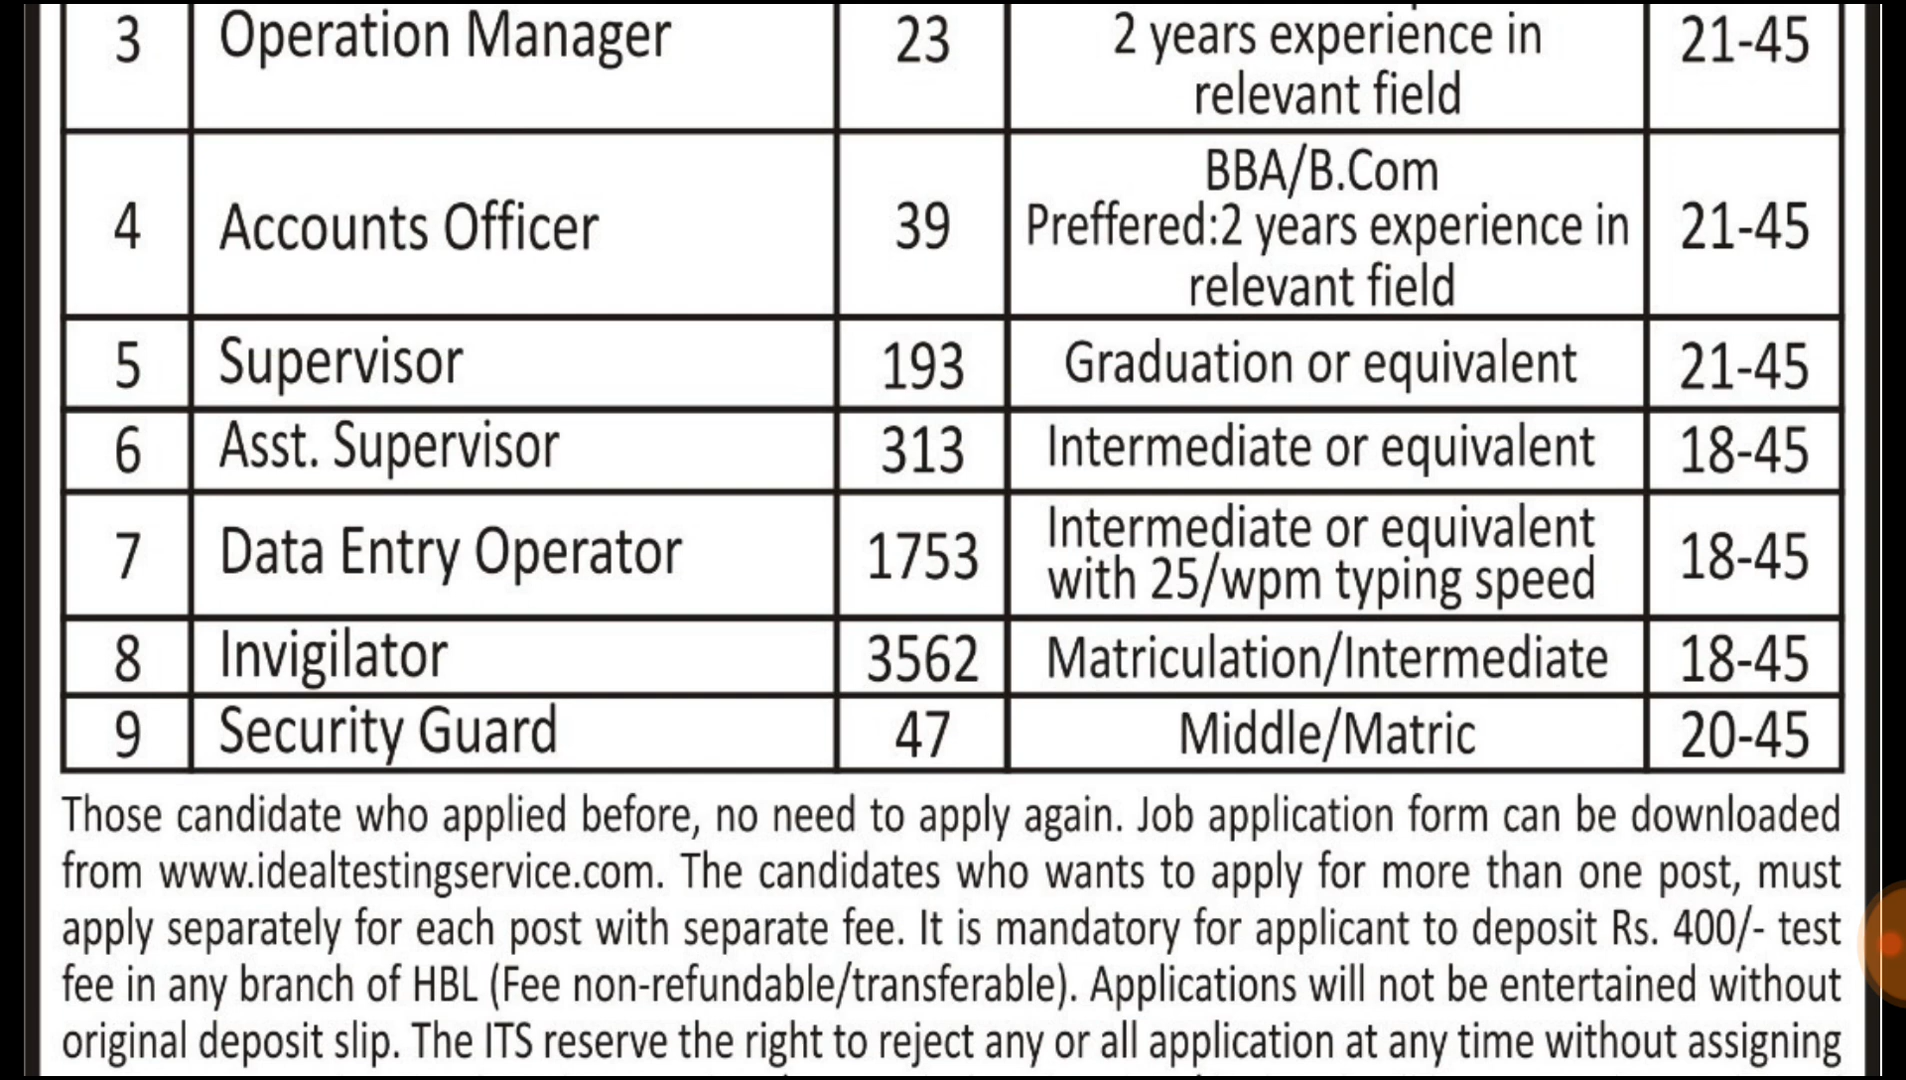 3 Operation Manager 23 2 years experience in relevant field 21-45
4 Accounts Officer 39 BBA/B.Com Preffered:2 years experience in relevant field 21-45
5 Supervisor 193 Graduation or equivalent 21-45
6 Asst. Supervisor 313 Intermediate or equivalent 18-45
7 Data Entry Operator 1753 Intermediate or equivalent with 25/wpm typing speed 18-45
8 Invigilator 3562 Matriculation/Intermediate 18-45
9 Security Guard 47 Middle/Matric 20-45
Those candidate who applied before, no need to apply again. Job application form can be downloaded
from www.idealtestingservice.com. The candidates who wants to apply for more than one post, must
apply separately for each post with separate fee. It is mandatory for applicant to deposit Rs. 400/- test
fee in any branch of HBL (Fee non-refundable/transferable). Applications will not be entertained without
original deposit slip. The ITS reserve the right to reject any or all application at any time without assigning